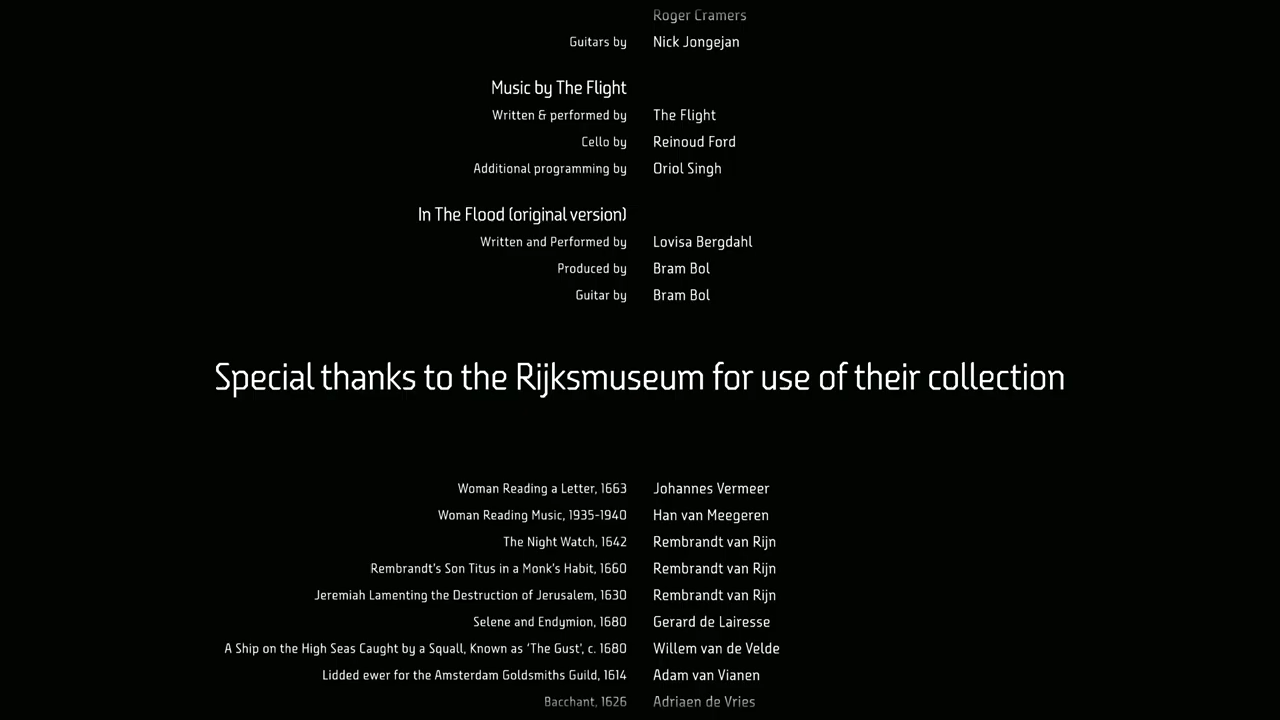 Roger Cramers
Guitars by Nick Jongejan
Music by The Flight
Written & performed by The Flight
Cello by Reinoud Ford
Additional programming by Oriol Singh
In The Flood (original version)
Written and Performed by Lovisa Bergdahl
Produced by Bram Bol
Guitar by Bram Bol
Special thanks to the Rijksmuseum for use of their collection
Woman Reading a Letter, 1663 Johannes Vermeer
Woman Reading Music, 1935-1940 Han van Meegeren
The Night Watch, 1642 Rembrandt van Rijn
Rembrandt's Son Titus in a Monk's Habit, 1660 Rembrandt van Rijn
Jeremiah Lamenting the Destruction of Jerusalem, 1630 Rembrandt van Rijn
Selene and Endymion, 1680 Gerard de Lairesse
A Ship on the High Seas Caught by a Squall, Known as ‘The Gust’, c. 1680 Willem van de Velde
Lidded ewer for the Amsterdam Goldsmiths Guild, 1614 Adam van Vianen
Bacchant, 1626 Adriaen de Vries